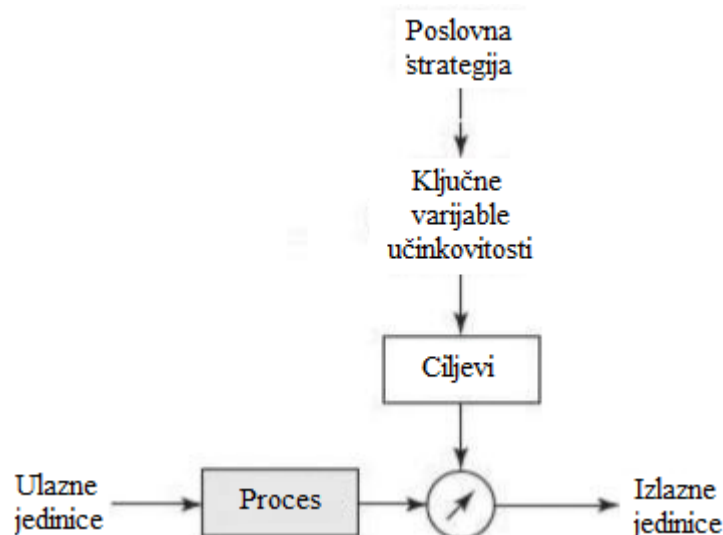 Poslovna
strategija
Ključne
varijable
učinkovitosti
Ciljevi
Ulazne
jedinice
Proces
Izlazne
jedinice